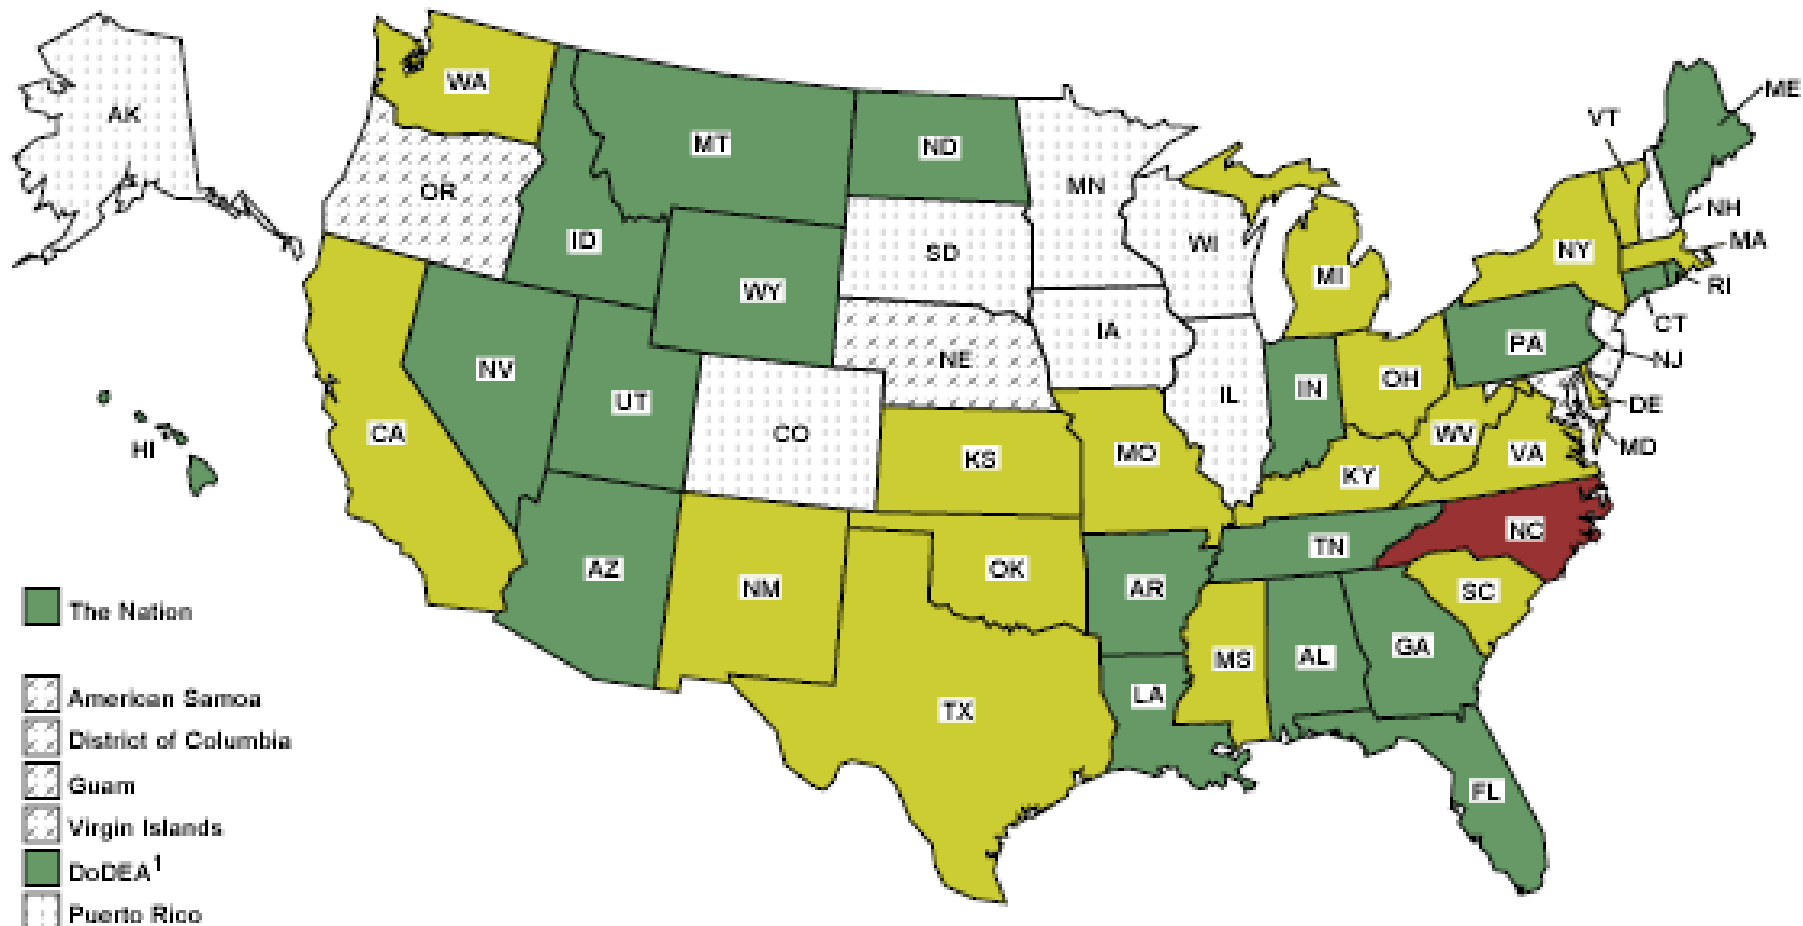 AK
WA
MT
ND
MN
OR
ID
WY
SD
WI
MI
NY
VT
ME
NH
MA
RI
CT
NJ
PA
IA
NE
NV
UT
CO
IL
IN
OH
DE
MD
WV
VA
HI
CA
KS
MO
KY
NC
TN
AZ
NM
OK
AR
SC
MS
AL
GA
LA
TX
FL
The Nation
American Samoa
District of Columbia
Guam
Virgin Islands
DoDEA¹
Puerto Rico